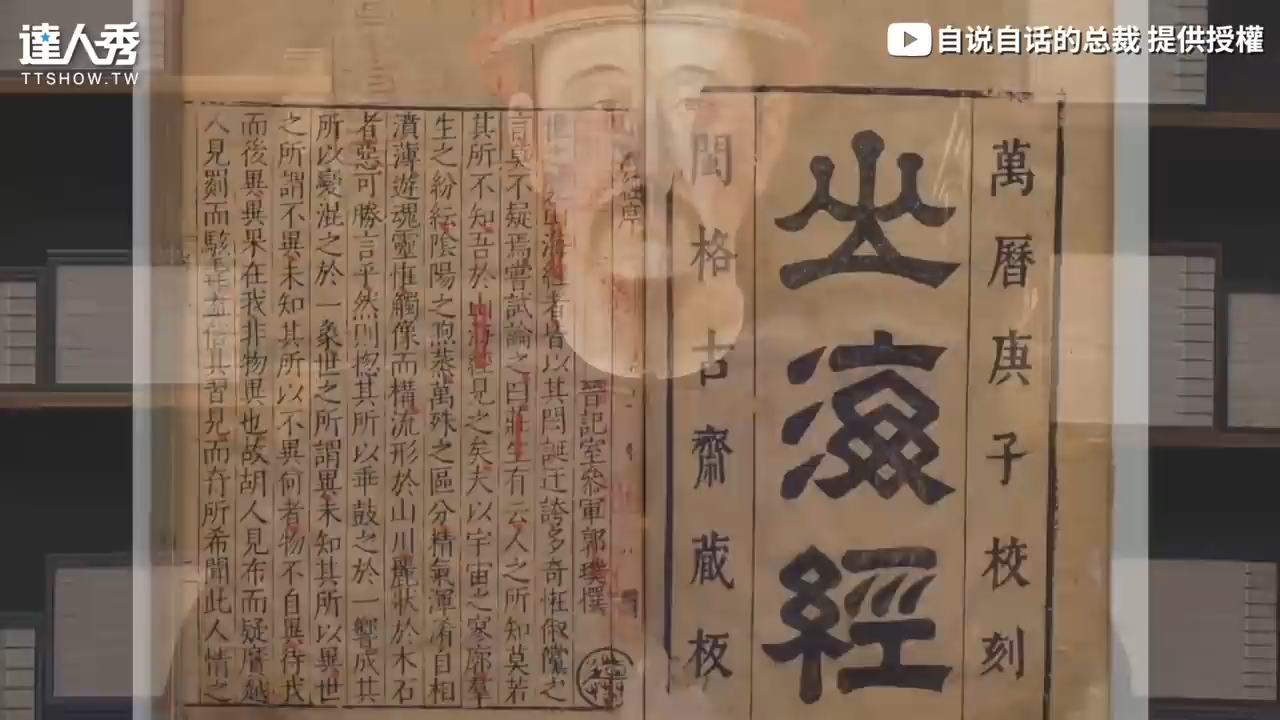 達人秀
TTSHOW.TW
自说自话的总裁 提供授權
萬曆庚子校刻
山海經
閩格古齋蔵板
晉記室參軍郭璞撰
世之 山海經者皆以其閎誕迂誇多奇怪俶儻之
言莫不疑焉嘗試論之曰莊生有云人之所知莫若
其所不知吾於山海經見之矣夫以宇宙之寥廓羣
生之紛紜陰陽之煦蒸萬殊之區分精氣渾淆自相
濆薄遊魂靈怪觸像而構流形於山川麗狀於木石
者惡可勝言乎然則揔其所以乖鼓之於一響成其
所以變混之於一象世之所謂異未知其所以異世
之所謂不異未知其所以不異何者物不自異待我
而後異異果在我非物異也故胡人見布而疑黂越
人見罽而駭毳盖信其習見而奇所希聞此人情之